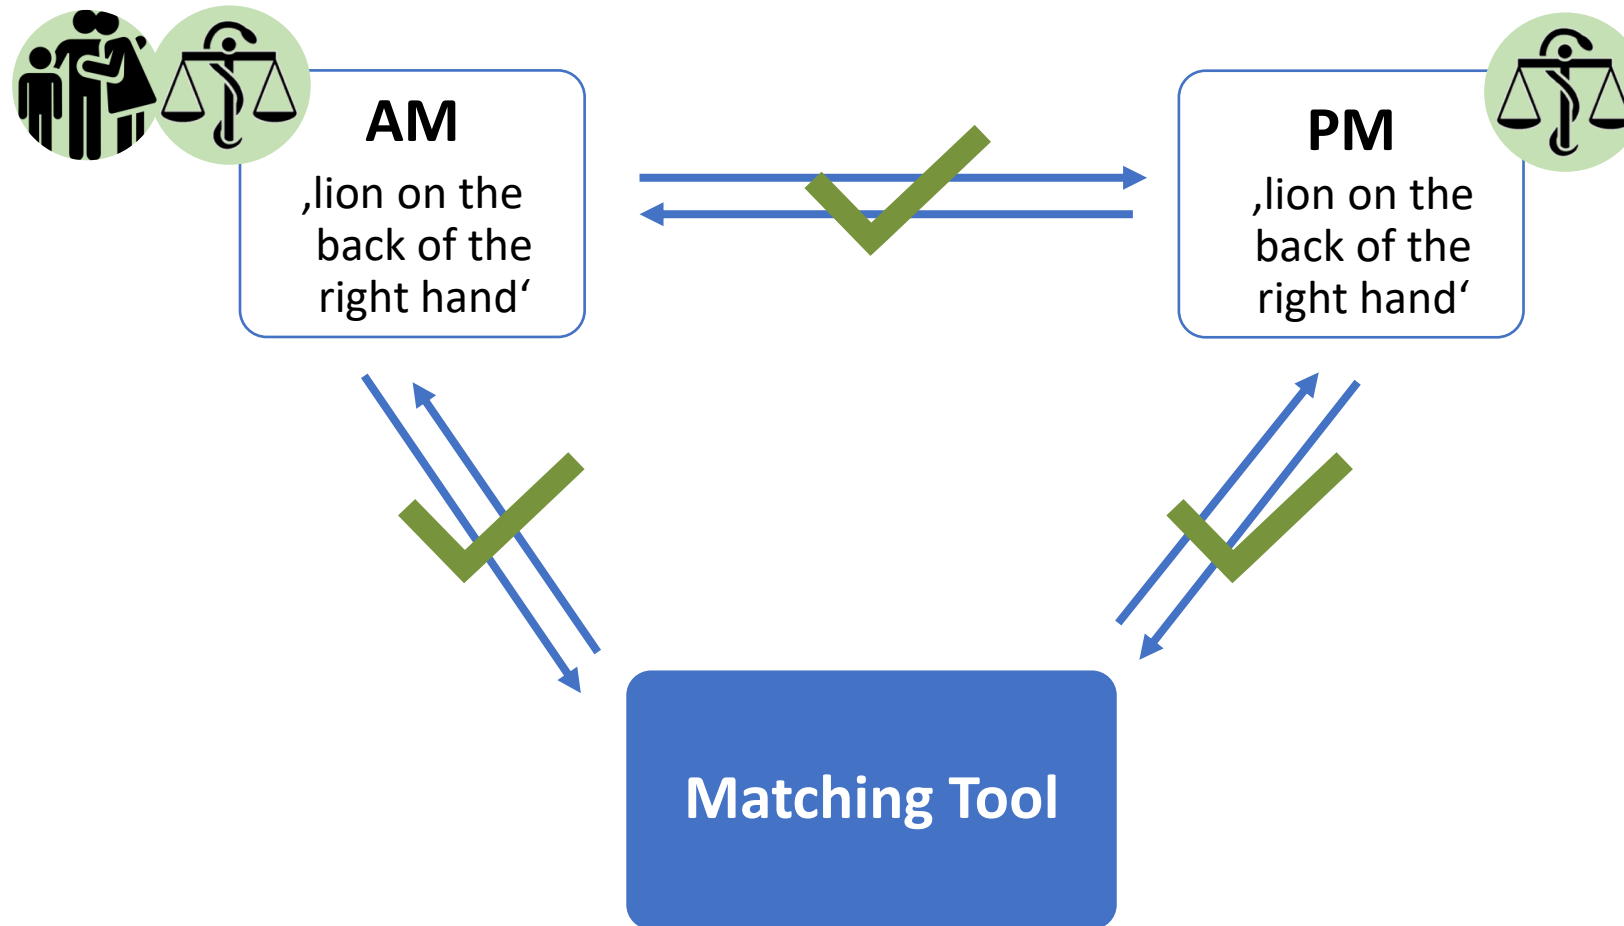 AM
‚lion on the
back of the
right hand‘
PM
‚lion on the
back of the
right hand‘
Matching Tool